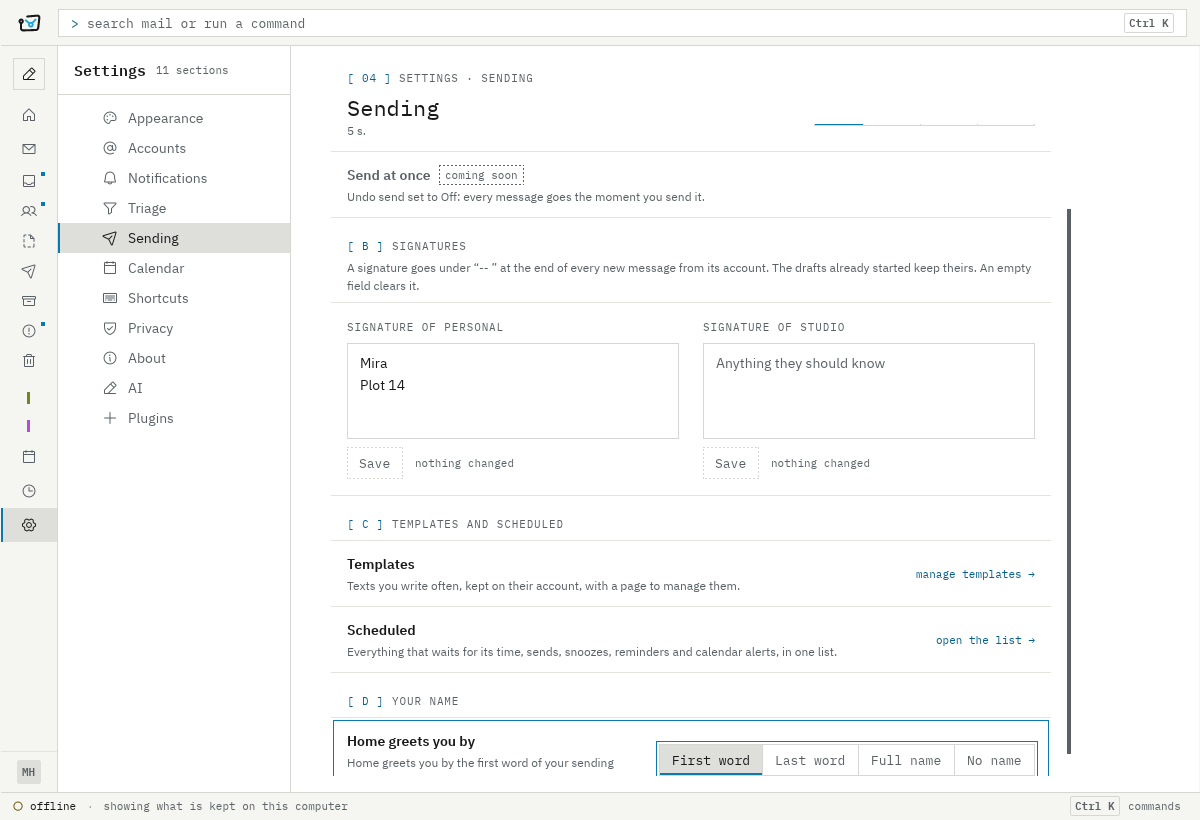 > search mail or run a command
Ctrl K
Settings 11 sections
Appearance
Accounts
Notifications
Triage
Sending
Calendar
Shortcuts
Privacy
About
AI
Plugins
MH
[ 04 ] SETTINGS · SENDING
Sending
5 s.
Send at once coming soon
Undo send set to Off: every message goes the moment you send it.
[ B ] SIGNATURES
A signature goes under “-- ” at the end of every new message from its account. The drafts already started keep theirs. An empty
field clears it.
SIGNATURE OF PERSONAL
Mira
Plot 14
Save nothing changed
SIGNATURE OF STUDIO
Anything they should know
Save nothing changed
[ C ] TEMPLATES AND SCHEDULED
Templates
Texts you write often, kept on their account, with a page to manage them.
manage templates →
Scheduled
Everything that waits for its time, sends, snoozes, reminders and calendar alerts, in one list.
open the list →
[ D ] YOUR NAME
Home greets you by
Home greets you by the first word of your sending
First word Last word Full name No name
offline · showing what is kept on this computer
Ctrl K commands